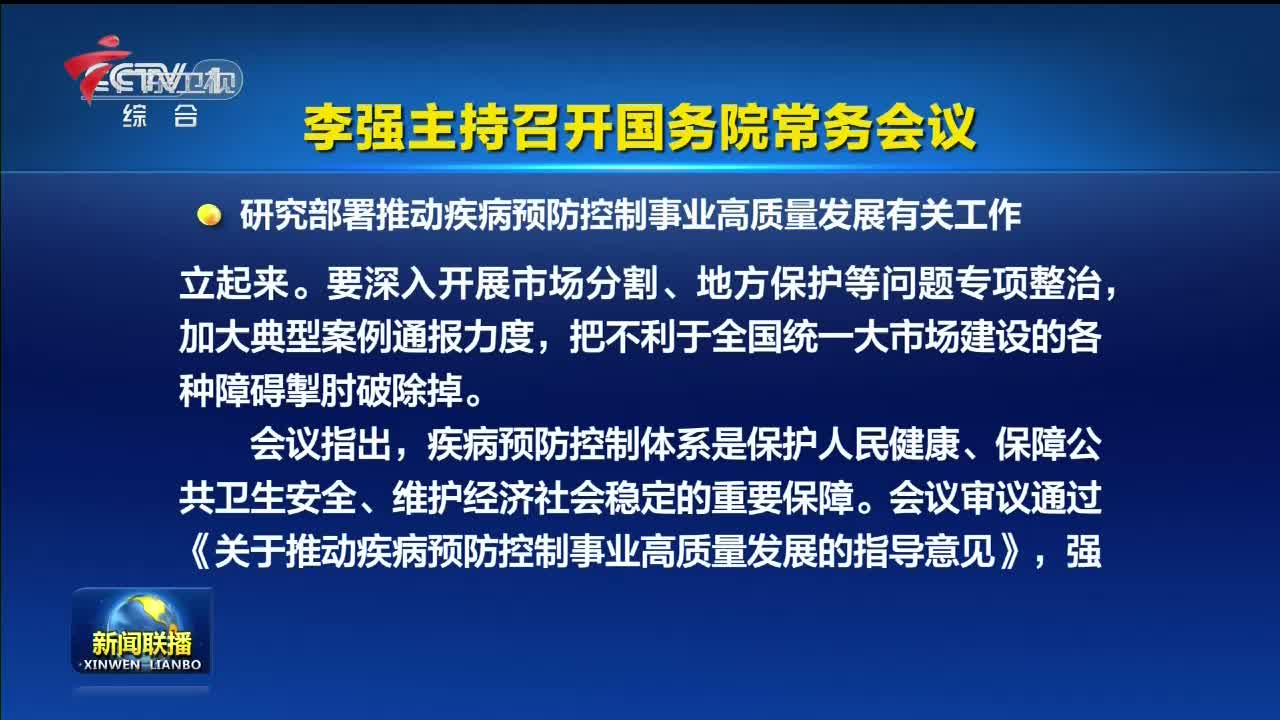 CCTV 1
卫视
综合
李强主持召开国务院常务会议
研究部署推动疾病预防控制事业高质量发展有关工作
立起来。要深入开展市场分割、地方保护等问题专项整治，
加大典型案例通报力度，把不利于全国统一大市场建设的各
种障碍掣肘破除掉。
会议指出，疾病预防控制体系是保护人民健康、保障公
共卫生安全、维护经济社会稳定的重要保障。会议审议通过
《关于推动疾病预防控制事业高质量发展的指导意见》，强
新闻联播
XINWEN LIANBO